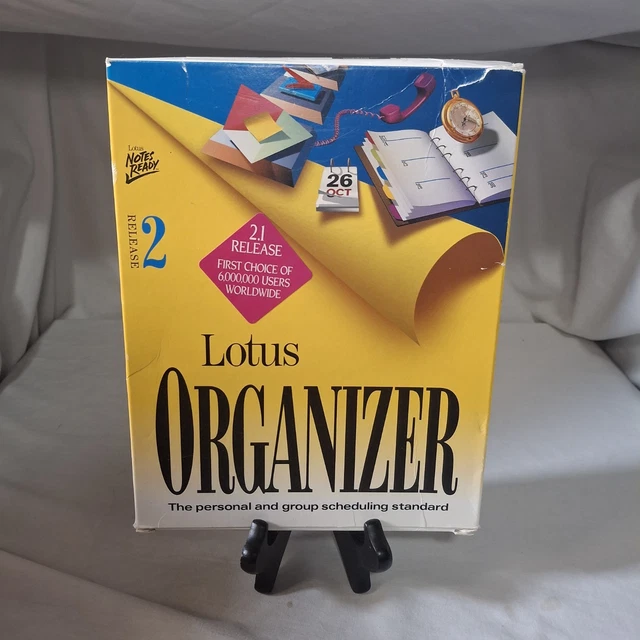 Lotus
NOTES
READY
RELEASE 2
26
OCT
2.1
RELEASE
FIRST CHOICE OF
6,000,000 USERS
WORLDWIDE
Lotus
ORGANIZER
The personal and group scheduling standard